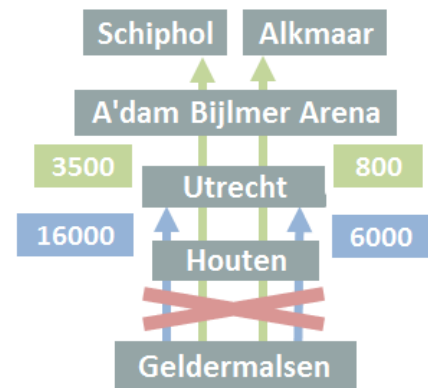 Schiphol Alkmaar
A'dam Bijlmer Arena
3500 800
Utrecht
16000 6000
Houten
Geldermalsen